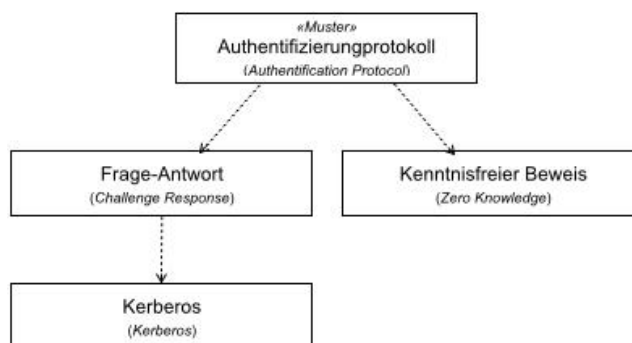 «Muster»
Authentifizierungprotokoll
(Authentification Protocol)
Frage-Antwort
(Challenge Response)
Kenntnisfreier Beweis
(Zero Knowledge)
Kerberos
(Kerberos)